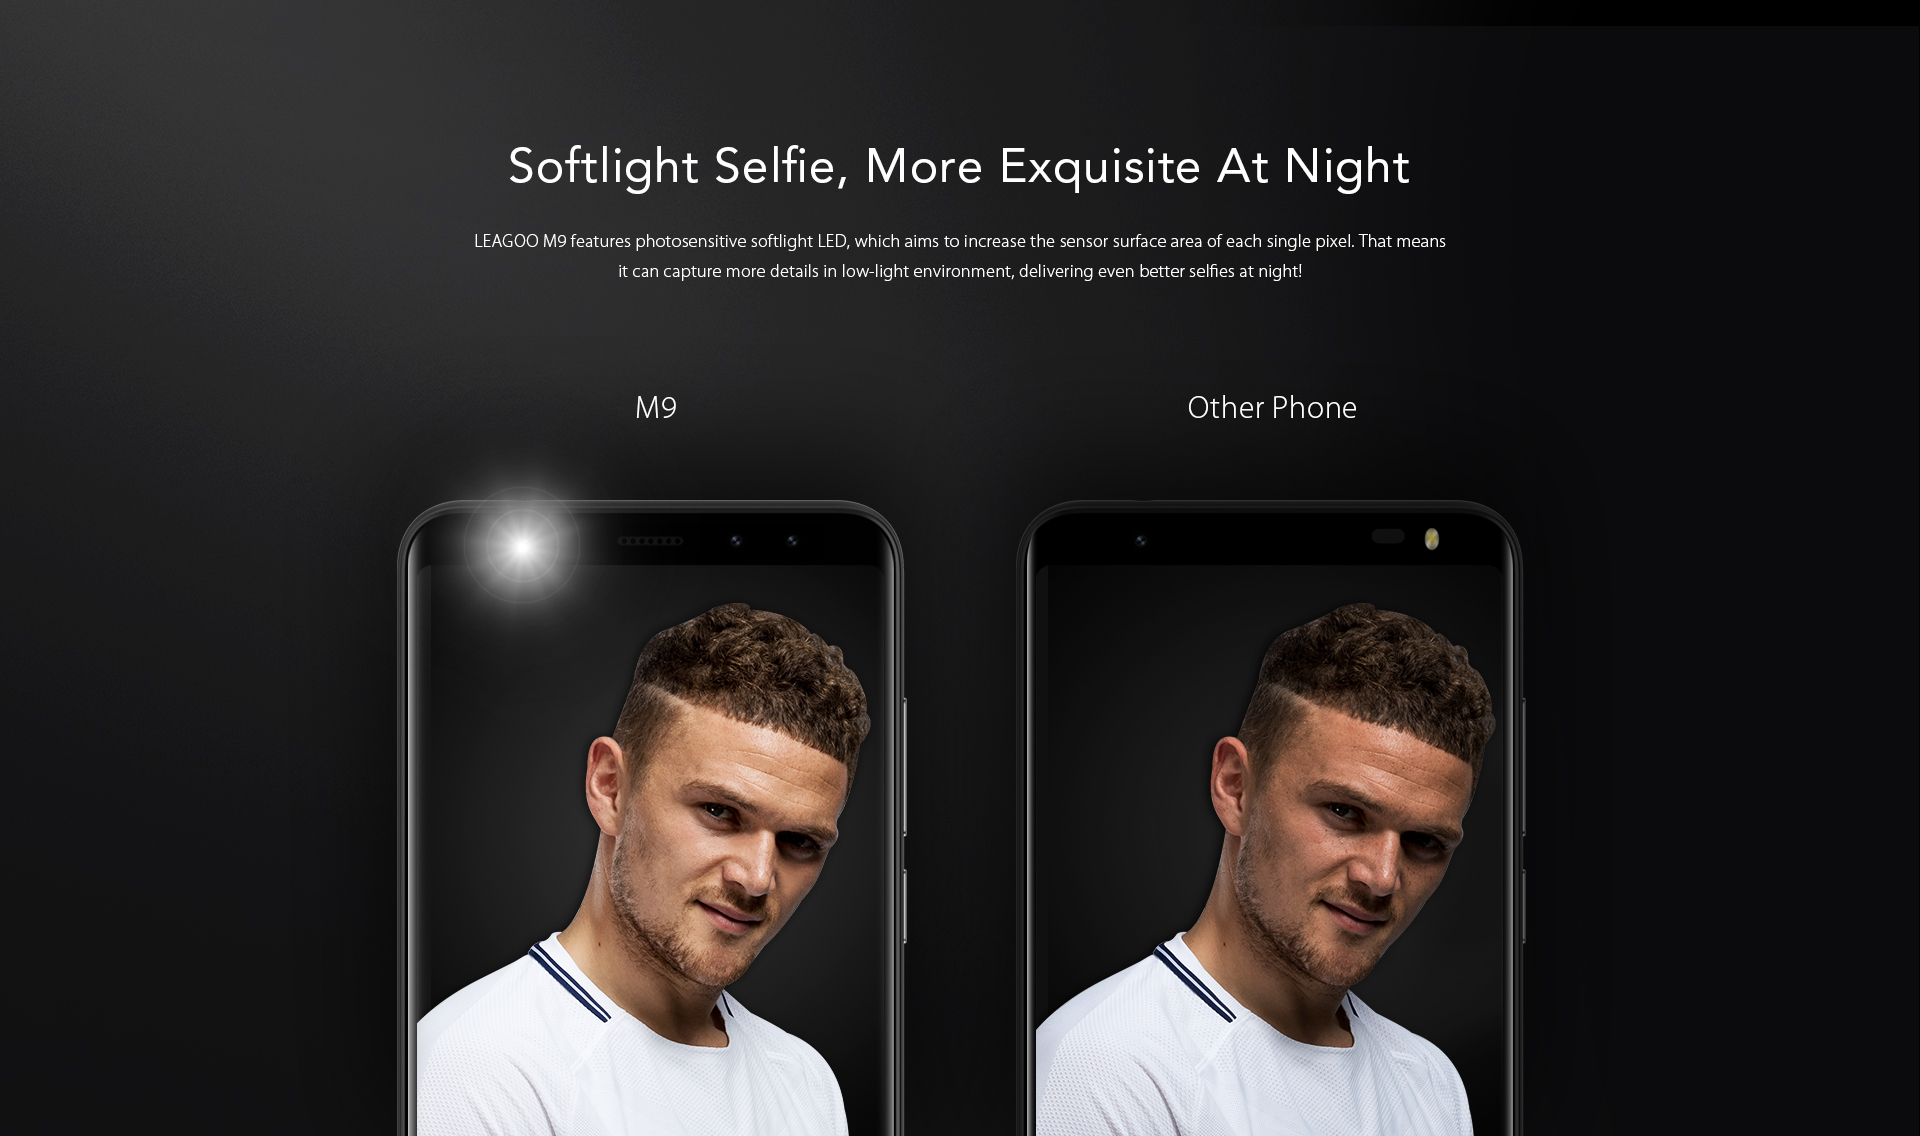 Softlight Selfie, More Exquisite At Night
LEAGOO M9 features photosensitive softlight LED, which aims to increase the sensor surface area of each single pixel. That means
it can capture more details in low-light environment, delivering even better selfies at night!
M9
Other Phone